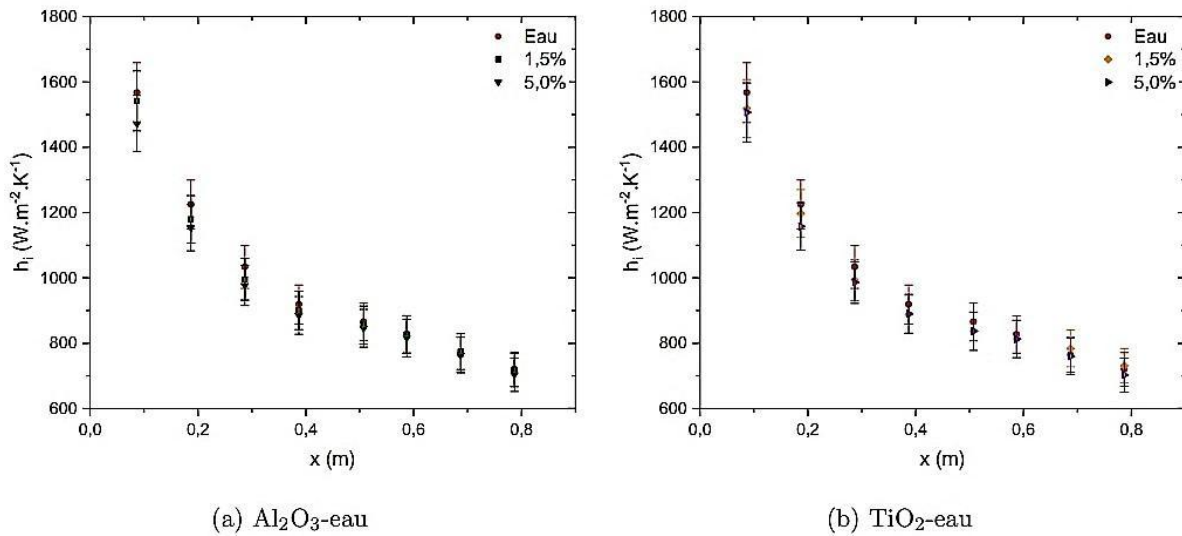 1800
1600
1400
1200
1000
800
600
h_i (W.m⁻².K⁻¹)
Eau
1,5%
5,0%
0,0 0,2 0,4 0,6 0,8
x (m)
(a) Al₂O₃-eau
1800
1600
1400
1200
1000
800
600
h_i (W.m⁻².K⁻¹)
Eau
1,5%
5,0%
0,0 0,2 0,4 0,6 0,8
x (m)
(b) TiO₂-eau